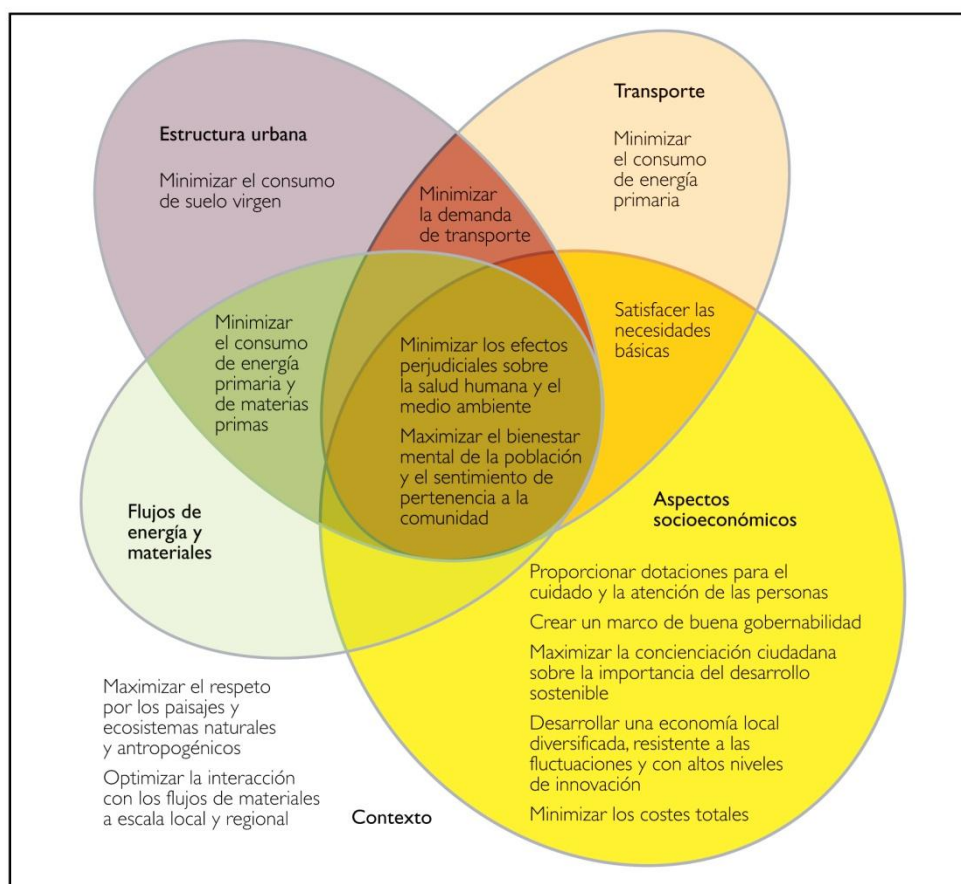 Estructura urbana
Minimizar el consumo
de suelo virgen
Transporte
Minimizar
el consumo
de energía
primaria
Minimizar
la demanda
de transporte
Satisfacer las
necesidades
básicas
Minimizar
el consumo
de energía
primaria y
de materias
primas
Minimizar los efectos
perjudiciales sobre
la salud humana y el
medio ambiente
Maximizar el bienestar
mental de la población
y el sentimiento de
pertenencia a la
comunidad
Flujos de
energía y
materiales
Aspectos
socioeconómicos
Proporcionar dotaciones para el
cuidado y la atención de las personas
Crear un marco de buena gobernabilidad
Maximizar la concienciación ciudadana
sobre la importancia del desarrollo
sostenible
Desarrollar una economía local
diversificada, resistente a las
fluctuaciones y con altos niveles
de innovación
Minimizar los costes totales
Maximizar el respeto
por los paisajes y
ecosistemas naturales
y antropogénicos
Optimizar la interacción
con los flujos de materiales
a escala local y regional
Contexto